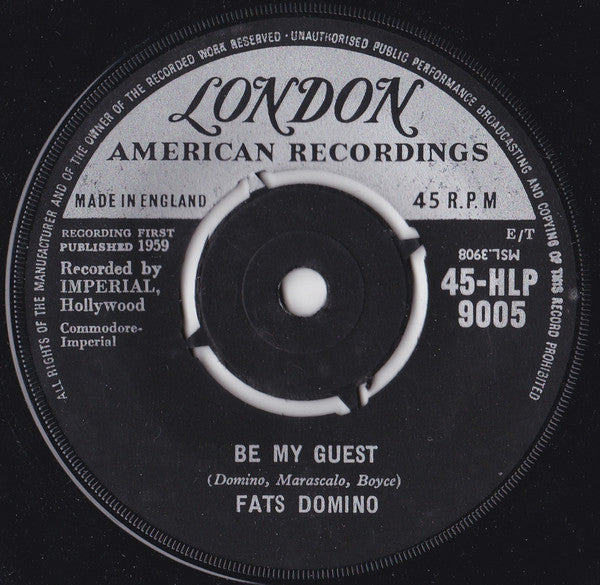 ALL RIGHTS OF THE MANUFACTURER AND OF THE OWNER OF THE RECORDED WORK RESERVED · UNAUTHORISED PUBLIC PERFORMANCE BROADCASTING AND COPYING OF THIS RECORD PROHIBITED
LONDON
AMERICAN RECORDINGS
MADE IN ENGLAND
45 R.P.M
RECORDING FIRST
PUBLISHED 1959
E/T
Recorded by
IMPERIAL,
Hollywood
MSL.3908
45-HLP
9005
Commodore-
Imperial
BE MY GUEST
(Domino, Marascalo, Boyce)
FATS DOMINO